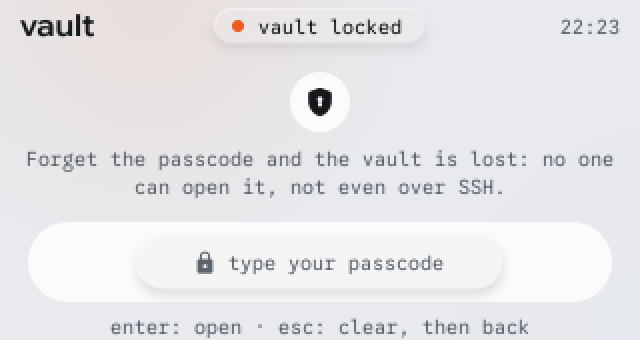 vault
vault locked
22:23
Forget the passcode and the vault is lost: no one
can open it, not even over SSH.
type your passcode
enter: open · esc: clear, then back